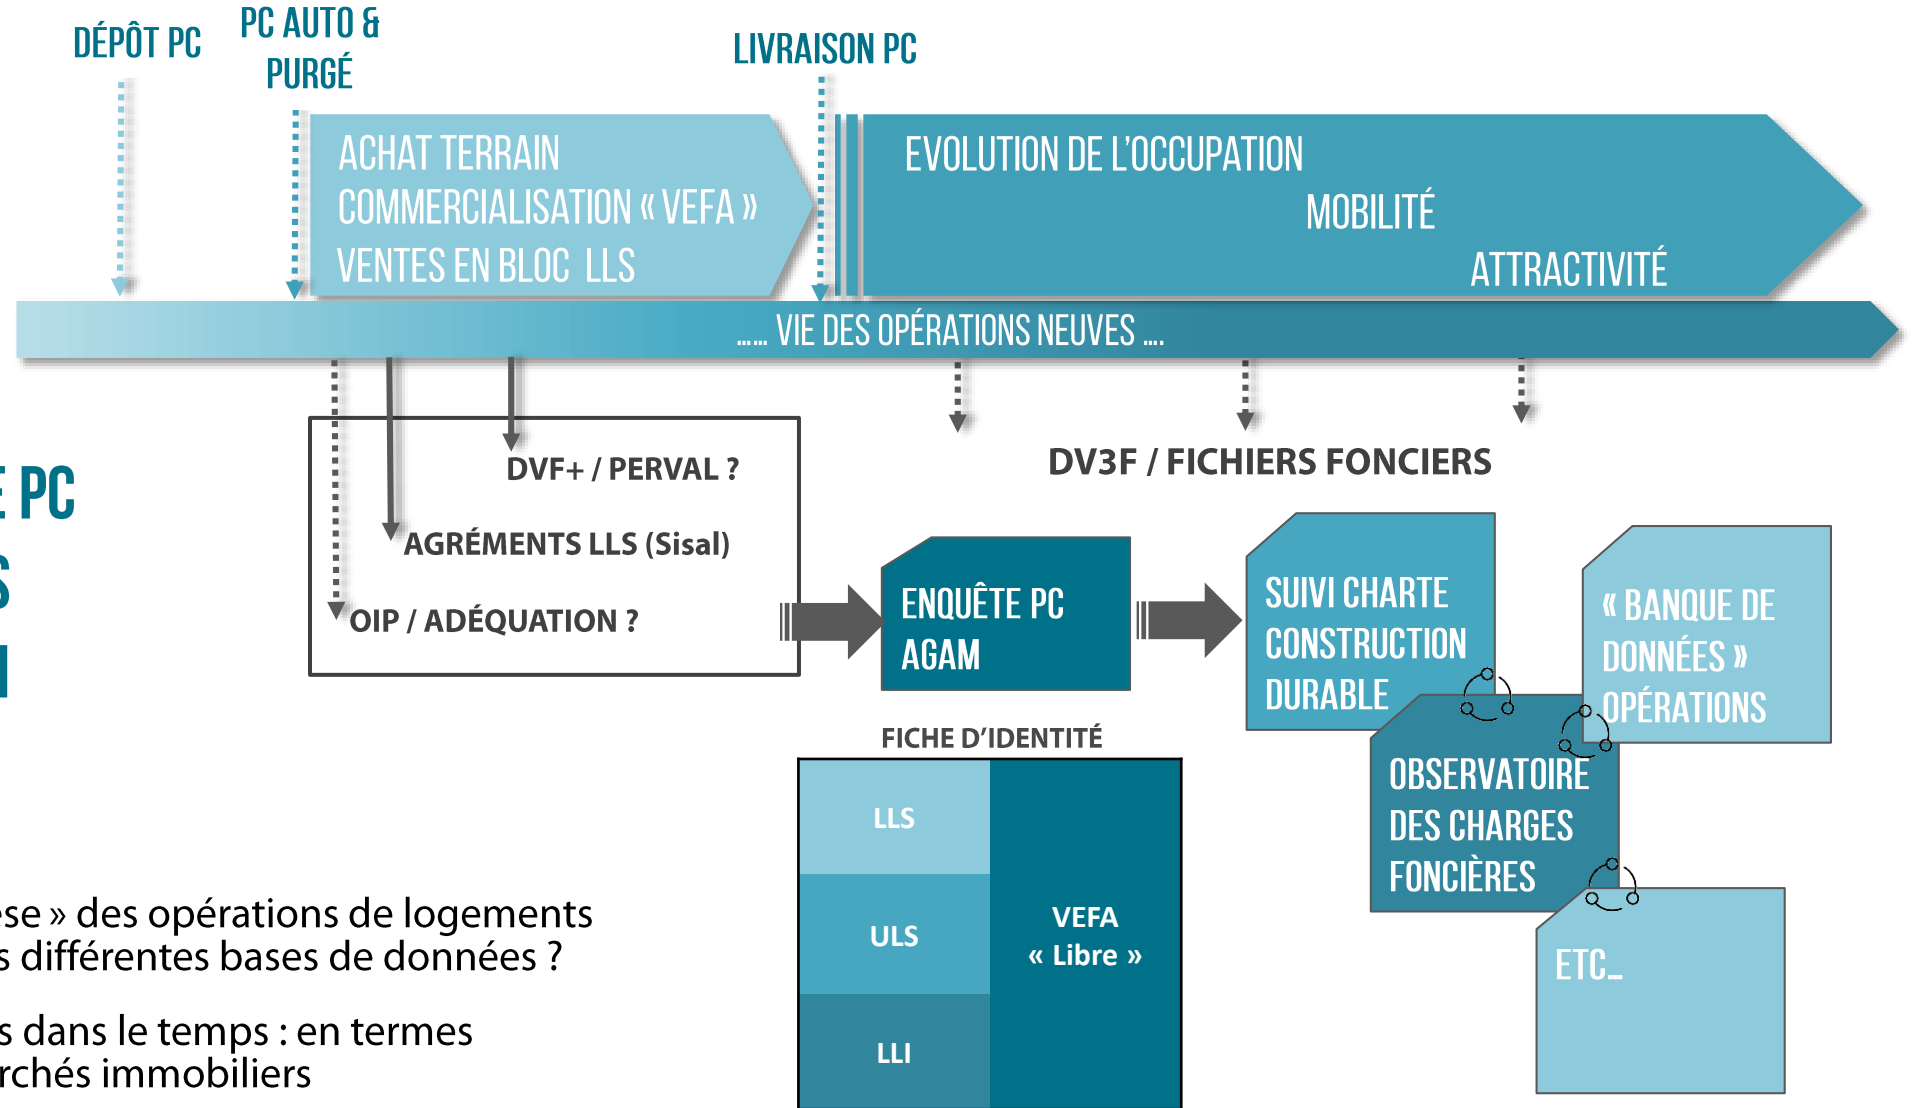 DÉPÔT PC
PC AUTO &
PURGÉ
LIVRAISON PC
ACHAT TERRAIN
COMMERCIALISATION « VEFA »
VENTES EN BLOC LLS
EVOLUTION DE L'OCCUPATION
MOBILITÉ
ATTRACTIVITÉ
…… VIE DES OPÉRATIONS NEUVES ….
DVF+ / PERVAL ?
AGRÉMENTS LLS (Sisal)
OIP / ADÉQUATION ?
DV3F / FICHIERS FONCIERS
PC
S
ENQUÊTE PC
AGAM
SUIVI CHARTE
CONSTRUCTION
DURABLE
« BANQUE DE
DONNÉES »
OPÉRATIONS
OBSERVATOIRE
DES CHARGES
FONCIÈRES
ETC…
FICHE D'IDENTITÉ
LLS
ULS
LLI
VEFA
« Libre »
se » des opérations de logements
s différentes bases de données ?
s dans le temps : en termes
rchés immobiliers